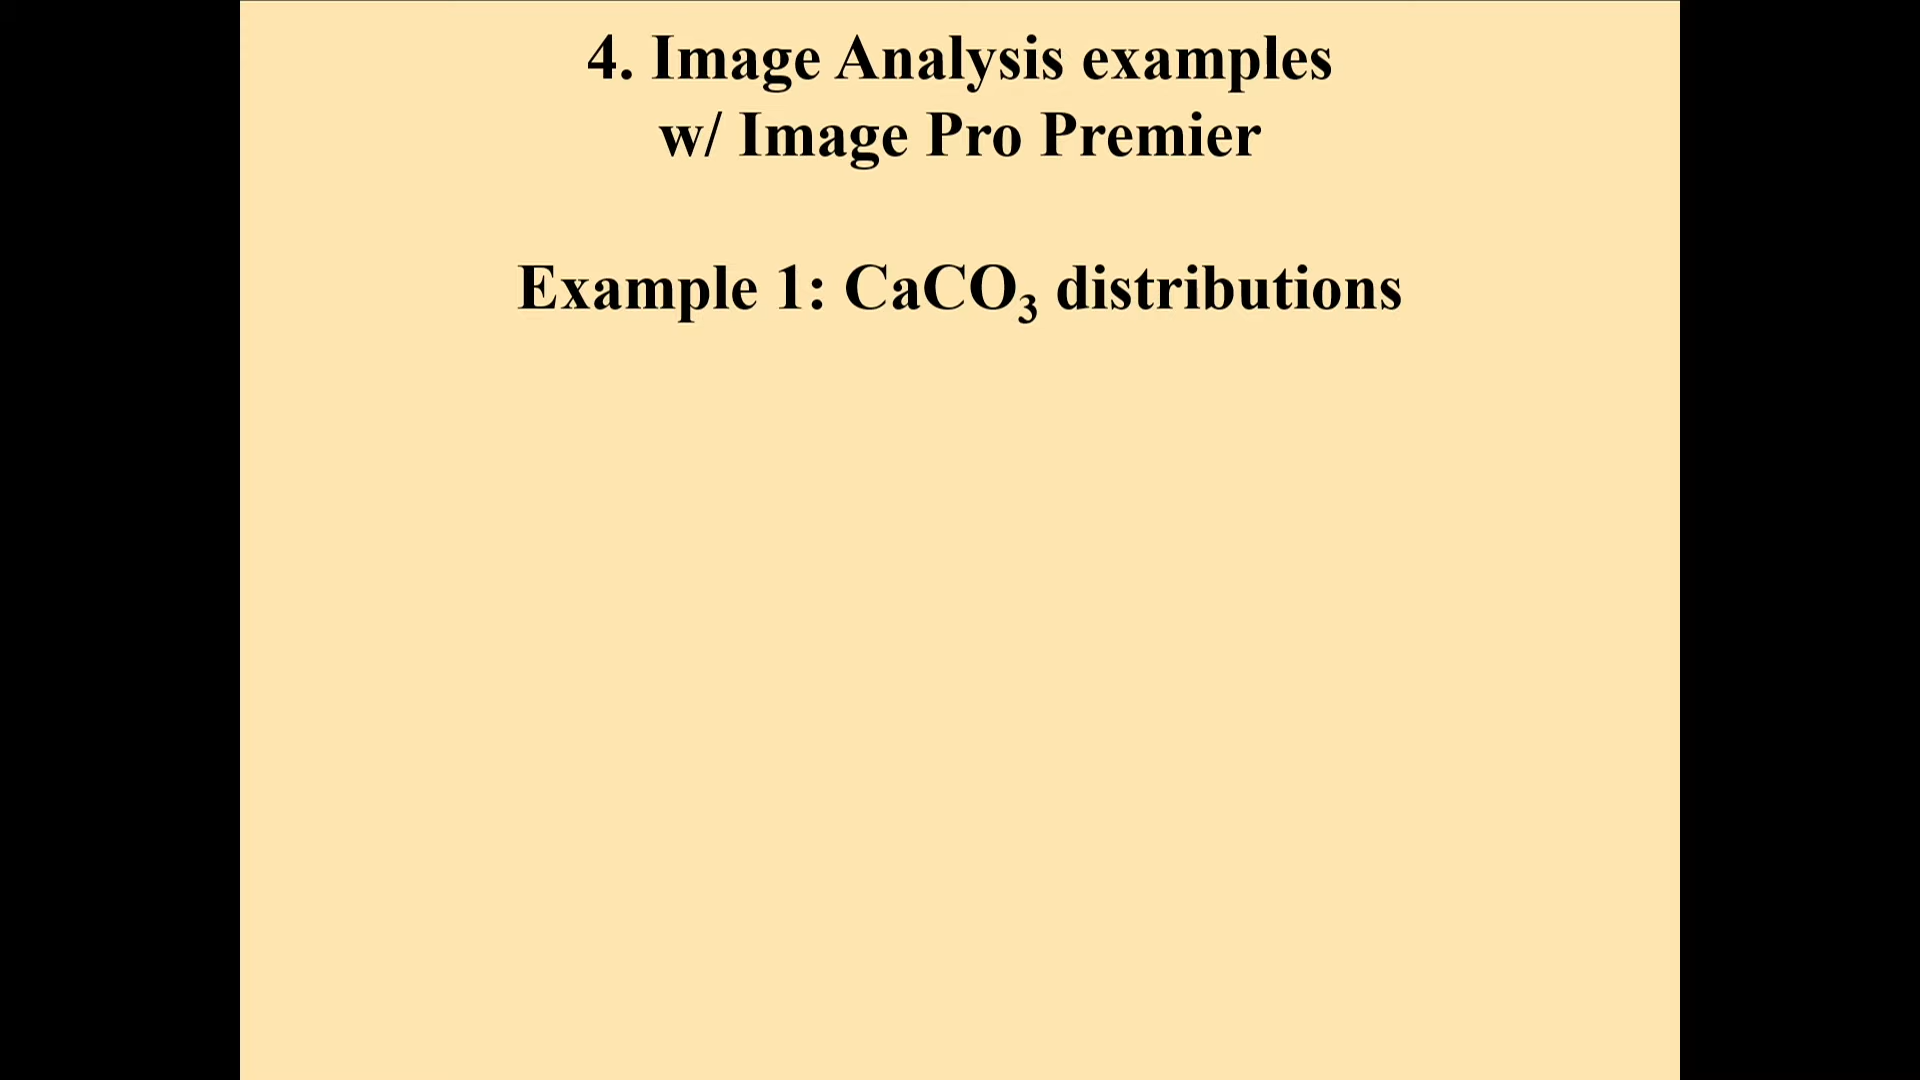 4. Image Analysis examples
w/ Image Pro Premier
Example 1: CaCO₃ distributions